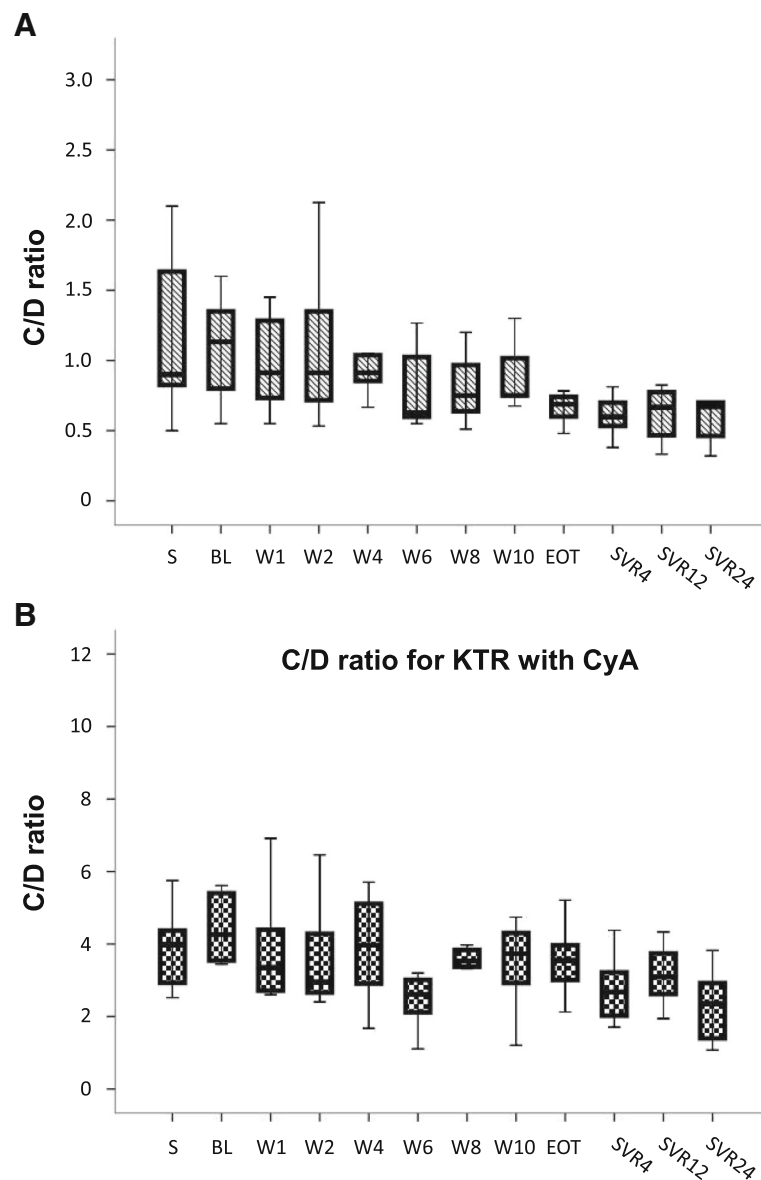 A
C/D ratio
3.0
2.5
2.0
1.5
1.0
0.5
0
S BL W1 W2 W4 W6 W8 W10 EOT SVR4 SVR12 SVR24
B
C/D ratio for KTR with CyA
C/D ratio
12
10
8
6
4
2
0
S BL W1 W2 W4 W6 W8 W10 EOT SVR4 SVR12 SVR24